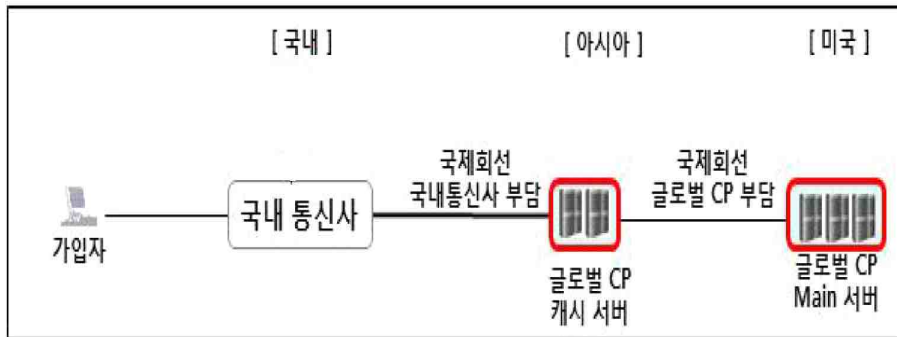 [ 국내 ]
[ 아시아 ]
[ 미국 ]
국제회선
국내통신사 부담
국제회선
글로벌 CP 부담
국내 통신사
가입자
글로벌 CP
캐시 서버
글로벌 CP
Main 서버